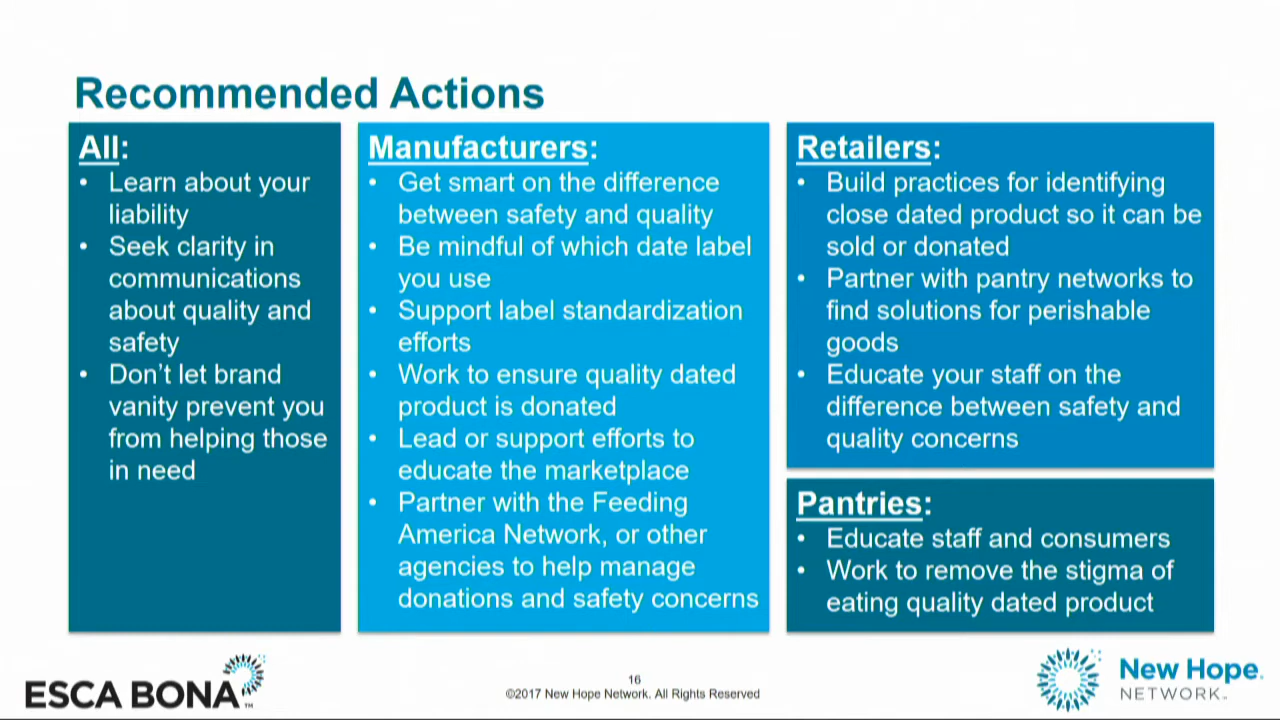 Recommended Actions
All:
• Learn about your
liability
• Seek clarity in
communications
about quality and
safety
• Don’t let brand
vanity prevent you
from helping those
in need
Manufacturers:
• Get smart on the difference
between safety and quality
• Be mindful of which date label
you use
• Support label standardization
efforts
• Work to ensure quality dated
product is donated
• Lead or support efforts to
educate the marketplace
• Partner with the Feeding
America Network, or other
agencies to help manage
donations and safety concerns
Retailers:
• Build practices for identifying
close dated product so it can be
sold or donated
• Partner with pantry networks to
find solutions for perishable
goods
• Educate your staff on the
difference between safety and
quality concerns
Pantries:
• Educate staff and consumers
• Work to remove the stigma of
eating quality dated product
ESCA BONA™
16
©2017 New Hope Network. All Rights Reserved
New Hope
NETWORK